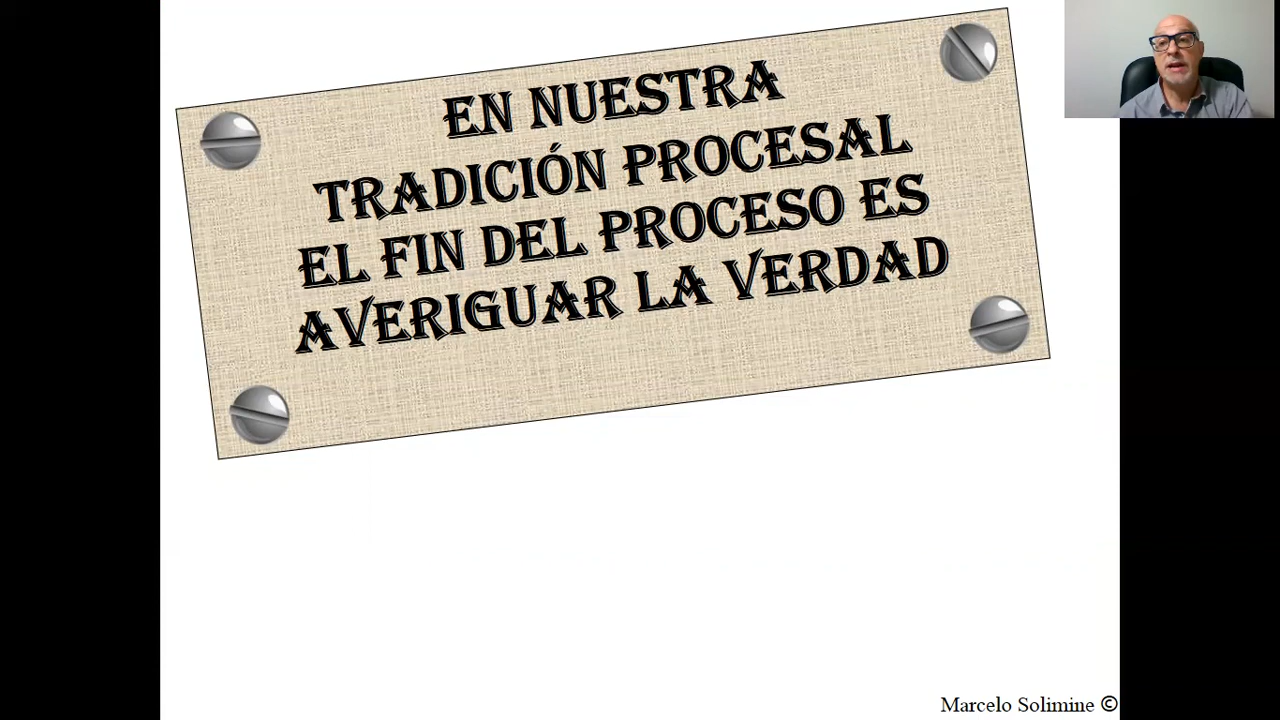 EN NUESTRA
TRADICIÓN PROCESAL
EL FIN DEL PROCESO ES
AVERIGUAR LA VERDAD
Marcelo Solimine ©